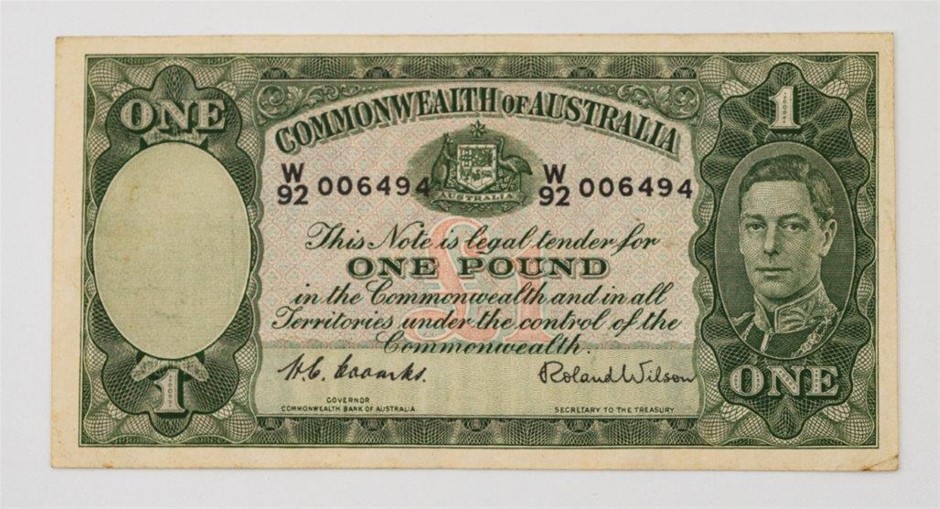 ONE
1
COMMONWEALTH OF AUSTRALIA
AUSTRALIA
W
92 006494
W
92 006494
This Note is legal tender for
ONE POUND
in the Commonwealth and in all
Territories under the control of the
Commonwealth.
£1
H.C. Coombs.
Roland Wilson
GOVERNOR
COMMONWEALTH BANK OF AUSTRALIA
SECRETARY TO THE TREASURY
1
ONE